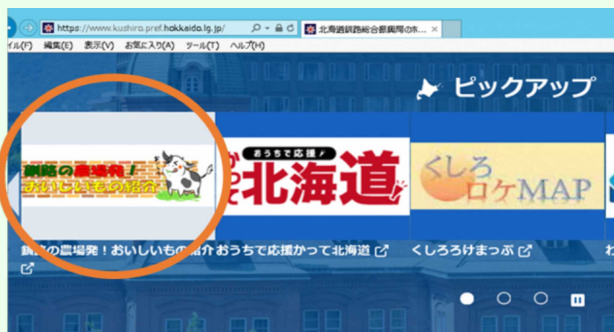 https://www.kushiro.pref.hokkaido.lg.jp/
北海道釧路総合振興局のホ...
イル(F) 編集(E) 表示(V) お気に入り(A) ツール(T) ヘルプ(H)
ピックアップ
釧路の農場発!
おいしいもの紹介
おうちで応援
かって
北海道
くしろ
ロケMAP
釧路の農場発!おいしいもの紹介
おうちで応援かって北海道
くしろろけまっぷ
わ